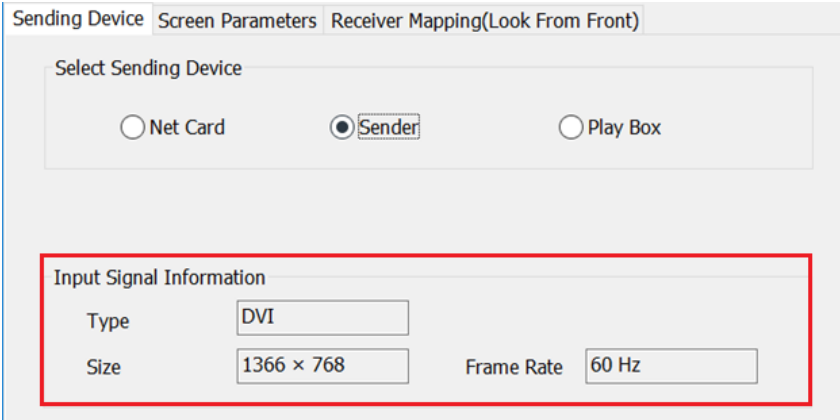 Sending Device Screen Parameters Receiver Mapping(Look From Front)
Select Sending Device
Net Card Sender Play Box
Input Signal Information
Type DVI
Size 1366 × 768 Frame Rate 60 Hz